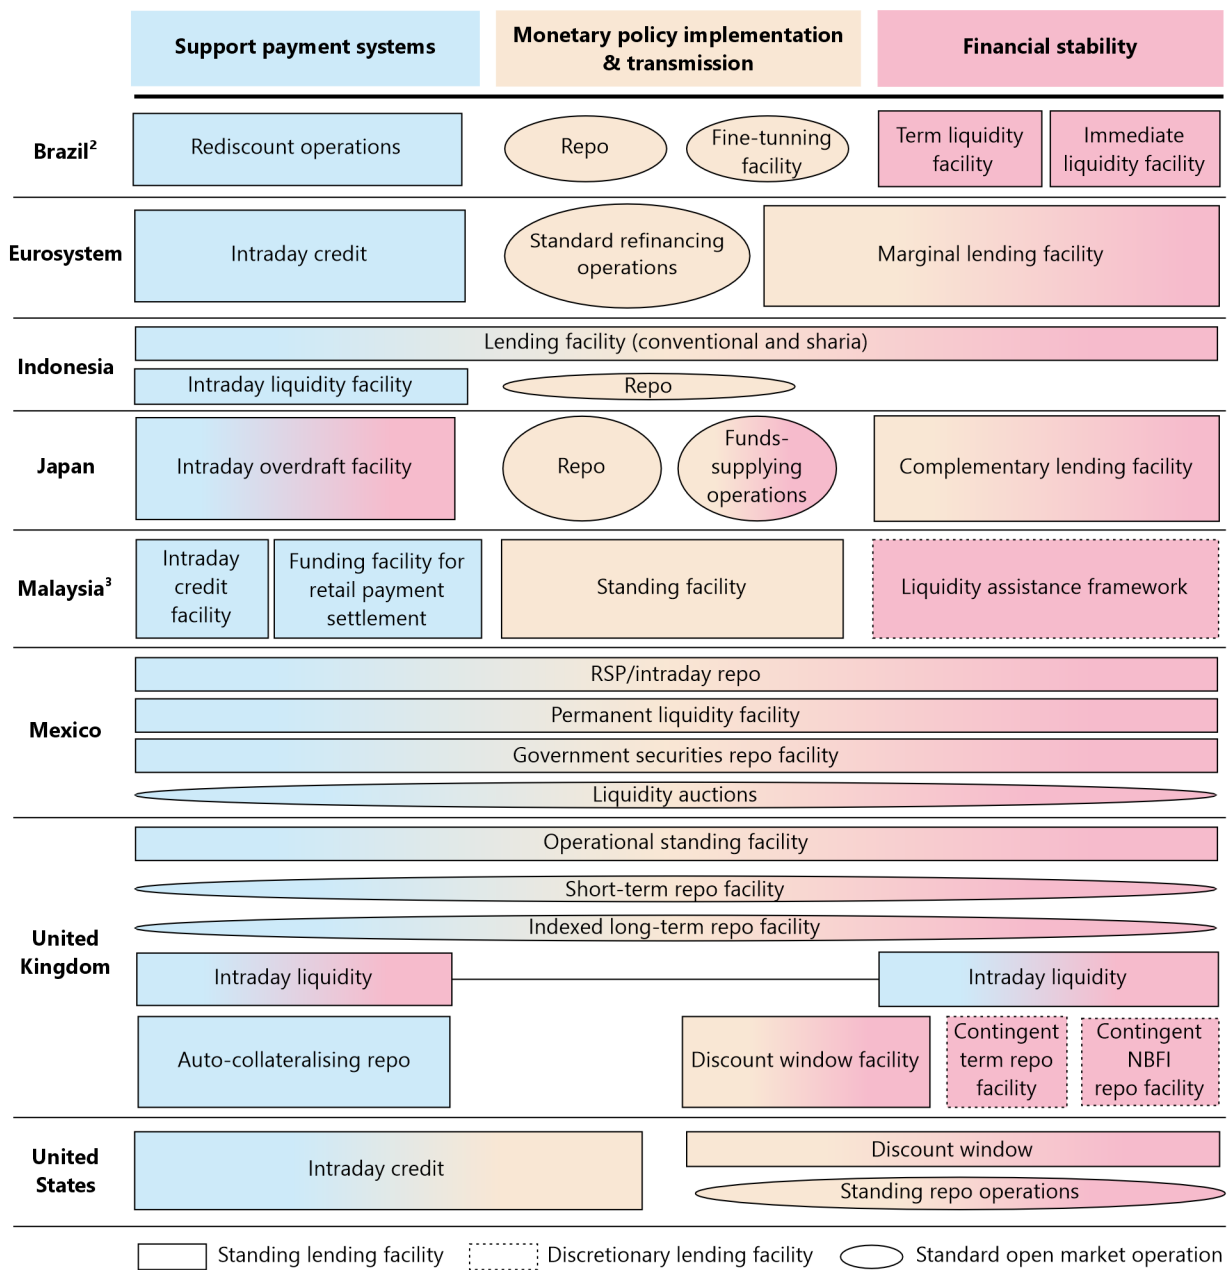 Support payment systems
Monetary policy implementation
& transmission
Financial stability
Brazil²
Rediscount operations
Repo
Fine-tunning
facility
Term liquidity
facility
Immediate
liquidity facility
Eurosystem
Intraday credit
Standard refinancing
operations
Marginal lending facility
Indonesia
Lending facility (conventional and sharia)
Intraday liquidity facility
Repo
Japan
Intraday overdraft facility
Repo
Funds-
supplying
operations
Complementary lending facility
Malaysia³
Intraday
credit
facility
Funding facility for
retail payment
settlement
Standing facility
Liquidity assistance framework
Mexico
RSP/intraday repo
Permanent liquidity facility
Government securities repo facility
Liquidity auctions
United
Kingdom
Operational standing facility
Short-term repo facility
Indexed long-term repo facility
Intraday liquidity
Intraday liquidity
Auto-collateralising repo
Discount window facility
Contingent
term repo
facility
Contingent
NBFI
repo facility
United
States
Intraday credit
Discount window
Standing repo operations
Standing lending facility
Discretionary lending facility
Standard open market operation